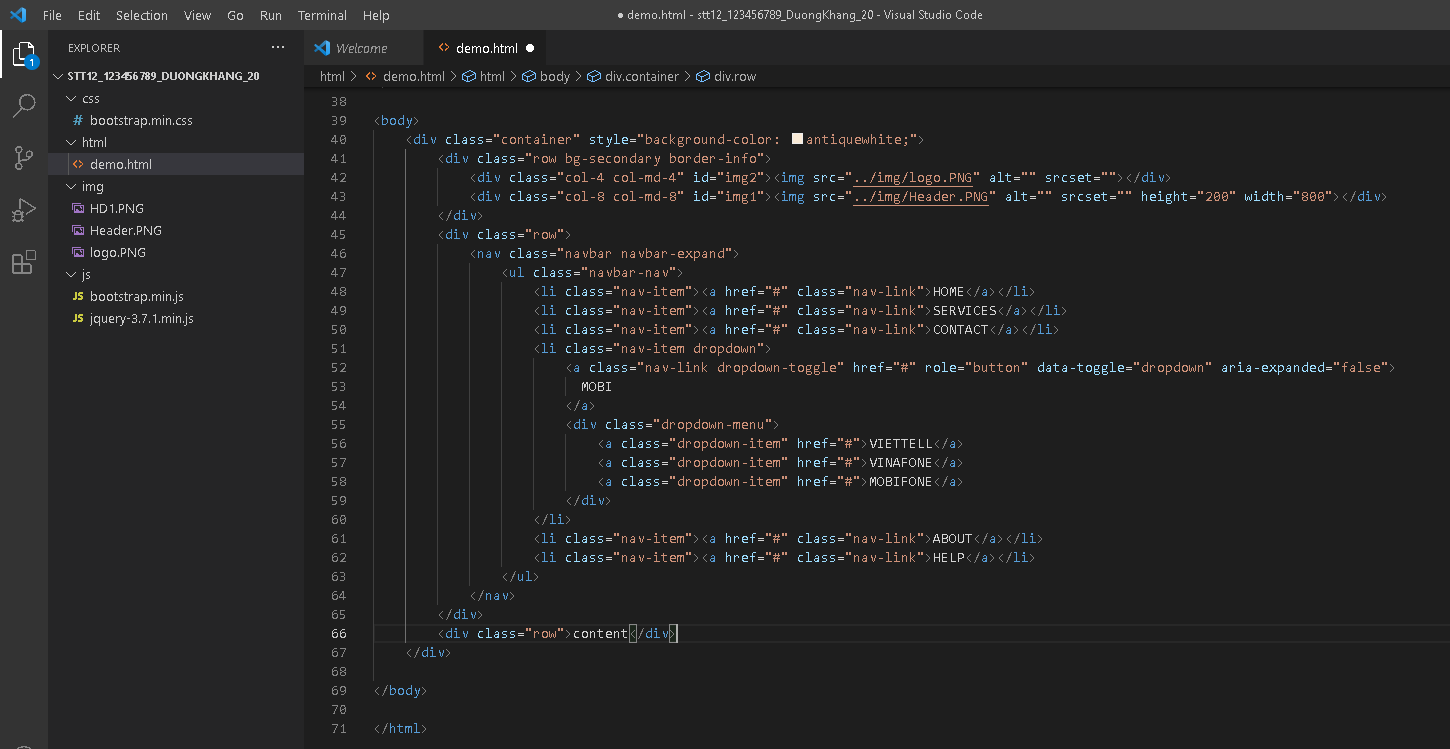 File Edit Selection View Go Run Terminal Help
● demo.html - stt12_123456789_DuongKhang_20 - Visual Studio Code
EXPLORER ···
1
STT12_123456789_DUONGKHANG_20
css
# bootstrap.min.css
html
<> demo.html
img
HD1.PNG
Header.PNG
logo.PNG
js
JS bootstrap.min.js
JS jquery-3.7.1.min.js
Welcome
<> demo.html ●
html > <> demo.html > html > body > div.container > div.row
38
39 <body>
40 <div class="container" style="background-color: antiquewhite;">
41 <div class="row bg-secondary border-info">
42 <div class="col-4 col-md-4" id="img2"><img src="../img/logo.PNG" alt="" srcset=""></div>
43 <div class="col-8 col-md-8" id="img1"><img src="../img/Header.PNG" alt="" srcset="" height="200" width="800"></div>
44 </div>
45 <div class="row">
46 <nav class="navbar navbar-expand">
47 <ul class="navbar-nav">
48 <li class="nav-item"><a href="#" class="nav-link">HOME</a></li>
49 <li class="nav-item"><a href="#" class="nav-link">SERVICES</a></li>
50 <li class="nav-item"><a href="#" class="nav-link">CONTACT</a></li>
51 <li class="nav-item dropdown">
52 <a class="nav-link dropdown-toggle" href="#" role="button" data-toggle="dropdown" aria-expanded="false">
53 MOBI
54 </a>
55 <div class="dropdown-menu">
56 <a class="dropdown-item" href="#">VIETTELL</a>
57 <a class="dropdown-item" href="#">VINAFONE</a>
58 <a class="dropdown-item" href="#">MOBIFONE</a>
59 </div>
60 </li>
61 <li class="nav-item"><a href="#" class="nav-link">ABOUT</a></li>
62 <li class="nav-item"><a href="#" class="nav-link">HELP</a></li>
63 </ul>
64 </nav>
65 </div>
66 <div class="row">content</div>
67 </div>
68
69 </body>
70
71 </html>